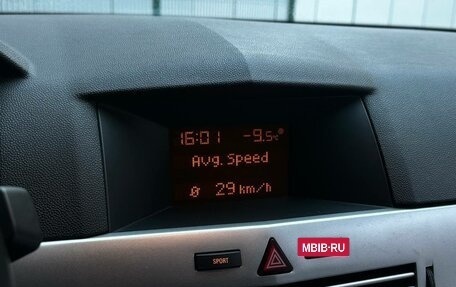 16:01 -9.5°C
Avg. Speed
ø 29 km/h
MBIB·RU
SPORT